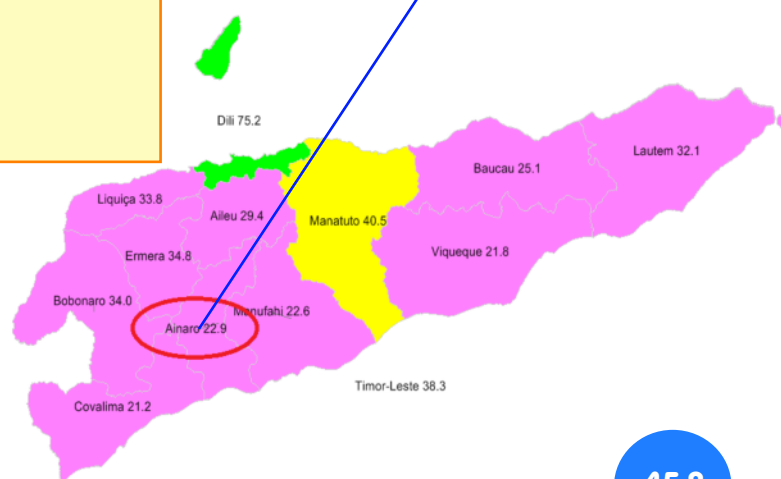 Dili 75.2
Lautem 32.1
Baucau 25.1
Liquiça 33.8
Aileu 29.4
Manatuto 40.5
Viqueque 21.8
Ermera 34.8
Bobonaro 34.0
Manufahi 22.6
Ainaro 22.9
Timor-Leste 38.3
Covalima 21.2